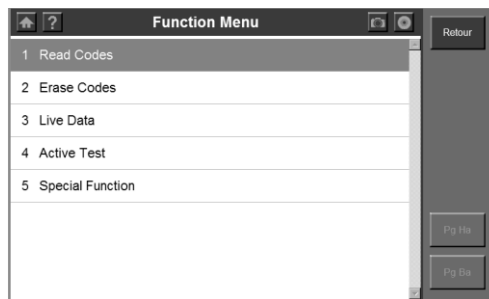 ? Function Menu
Retour
1 Read Codes
2 Erase Codes
3 Live Data
4 Active Test
5 Special Function
Pg Ha
Pg Ba